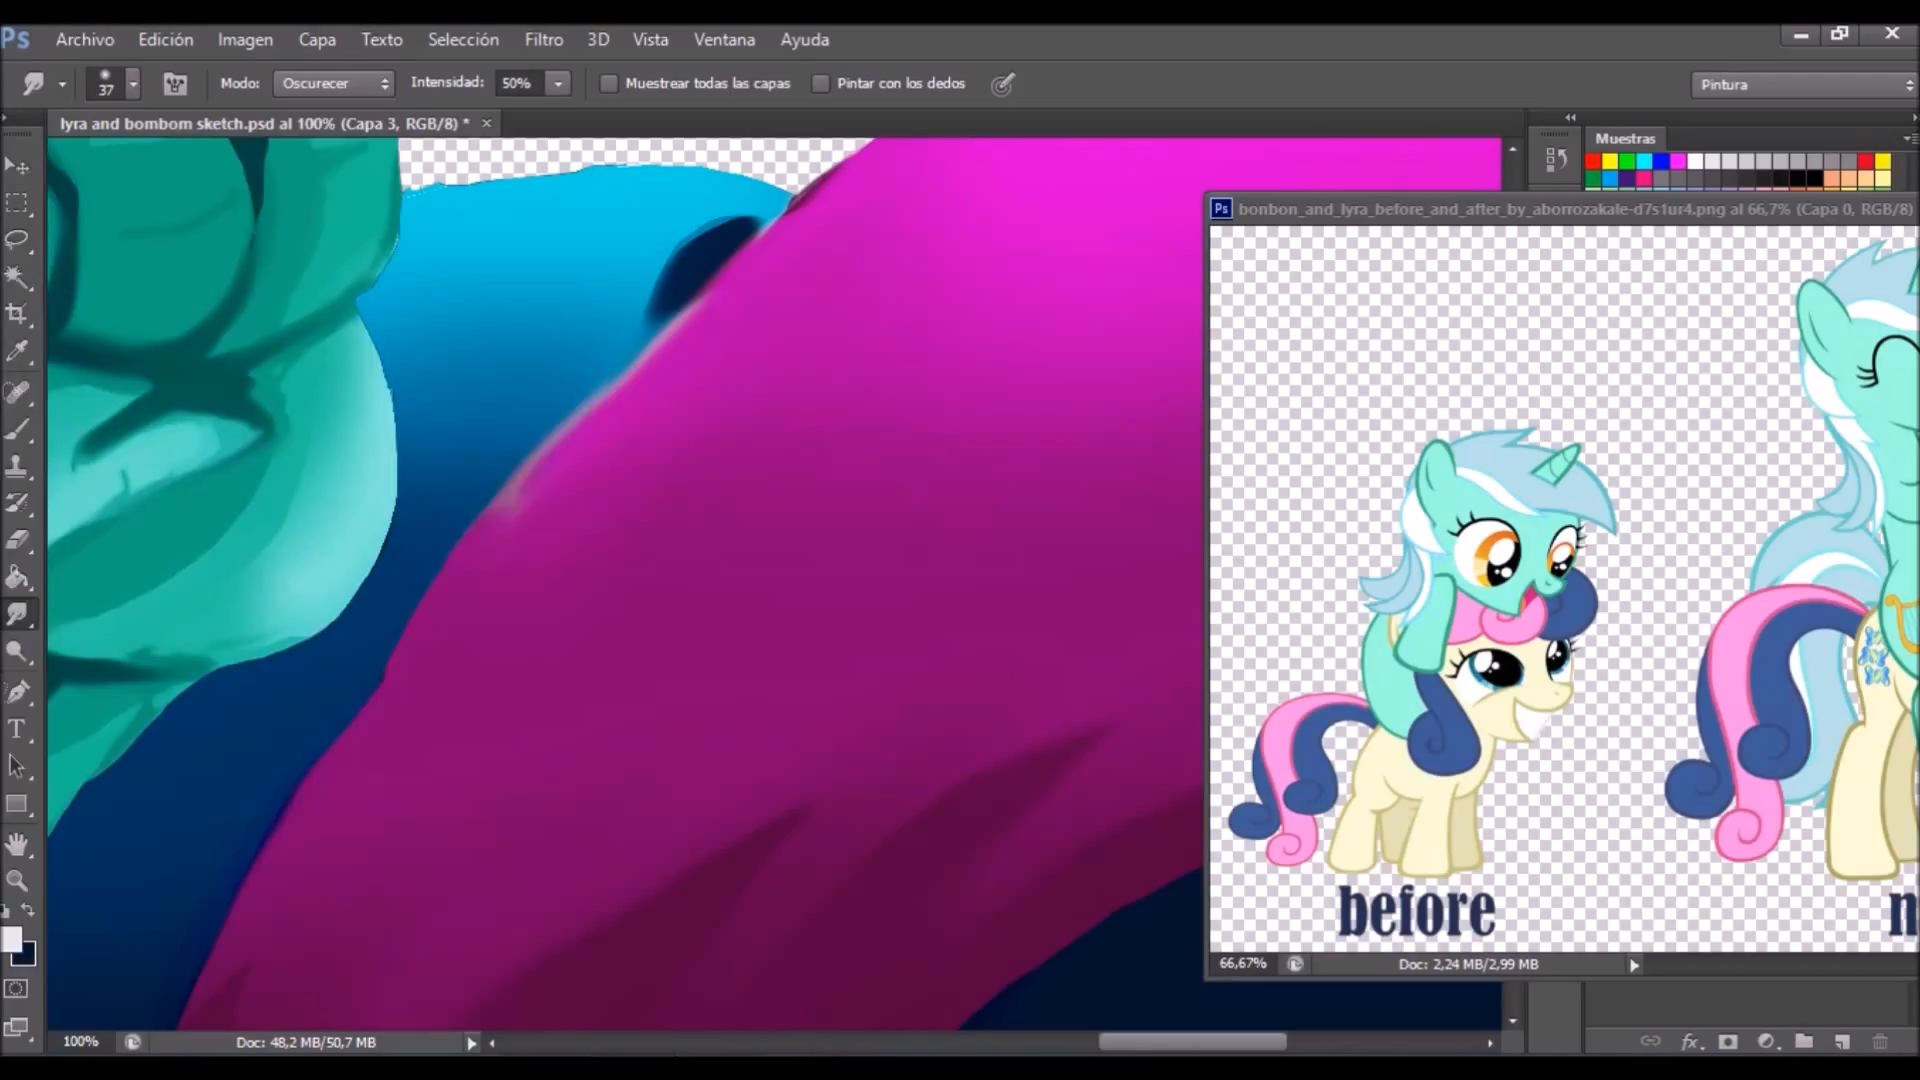 Ps Archivo Edición Imagen Capa Texto Selección Filtro 3D Vista Ventana Ayuda
37 Modo: Oscurecer Intensidad: 50% Muestrear todas las capas Pintar con los dedos Pintura
lyra and bombom sketch.psd al 100% (Capa 3, RGB/8) * ×
Muestras
Ps bonbon_and_lyra_before_and_after_by_aborrozakale-d7s1ur4.png al 66,7% (Capa 0, RGB/8)
before
n
66,67% Doc: 2,24 MB/2,99 MB
100% Doc: 48,2 MB/50,7 MB
fx